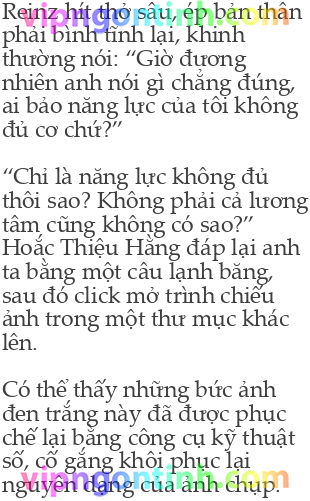 Reinz hít thở sâu, ép bản thân
phải bình tĩnh lại, khinh
thường nói: “Giờ đương
nhiên anh nói gì chẳng đúng,
ai bảo năng lực của tôi không
đủ cơ chứ?”
“Chỉ là năng lực không đủ
thôi sao? Không phải cả lương
tâm cũng không có sao?”
Hoắc Thiệu Hằng đáp lại anh
ta bằng một câu lạnh băng,
sau đó click mở trình chiếu
ảnh trong một thư mục khác
lên.
Có thể thấy những bức ảnh
đen trắng này đã được phục
chế lại bằng công cụ kỹ thuật
số, cố gắng khôi phục lại
nguyên dạng của ảnh chụp.
vipngontinh.com
vipngontinh.com